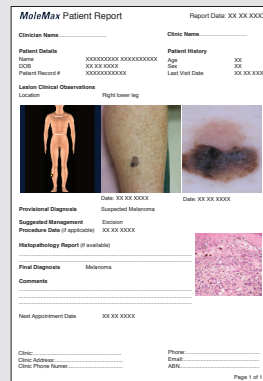 MoleMax Patient Report Report Date: XX XX XXXX
Clinician Name Clinic Name
Patient Details Patient History
Name XXXXXXXXX XXXXXXXXXX Age XX
DOB XX XX XXXX Sex XX
Patient Record # XXXXXXXXXXX Last Visit Date XX XX XXX
Lesion Clinical Observations
Location Right lower leg
Date: XX XX XXXX Date: XX XX XXXX
Provisional Diagnosis Suspected Melanoma
Suggested Management Excision
Procedure Date (if applicable) XX XX XXXX
Histopathology Report (if available)
Final Diagnosis Melanoma
Comments
Next Appointment Date XX XX XXXX
Clinic: Phone:
Clinic Address: Email:
Clinic Phone Numer: ABN
Page 1 of 1